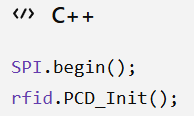 </> C++
SPI.begin();
rfid.PCD_Init();